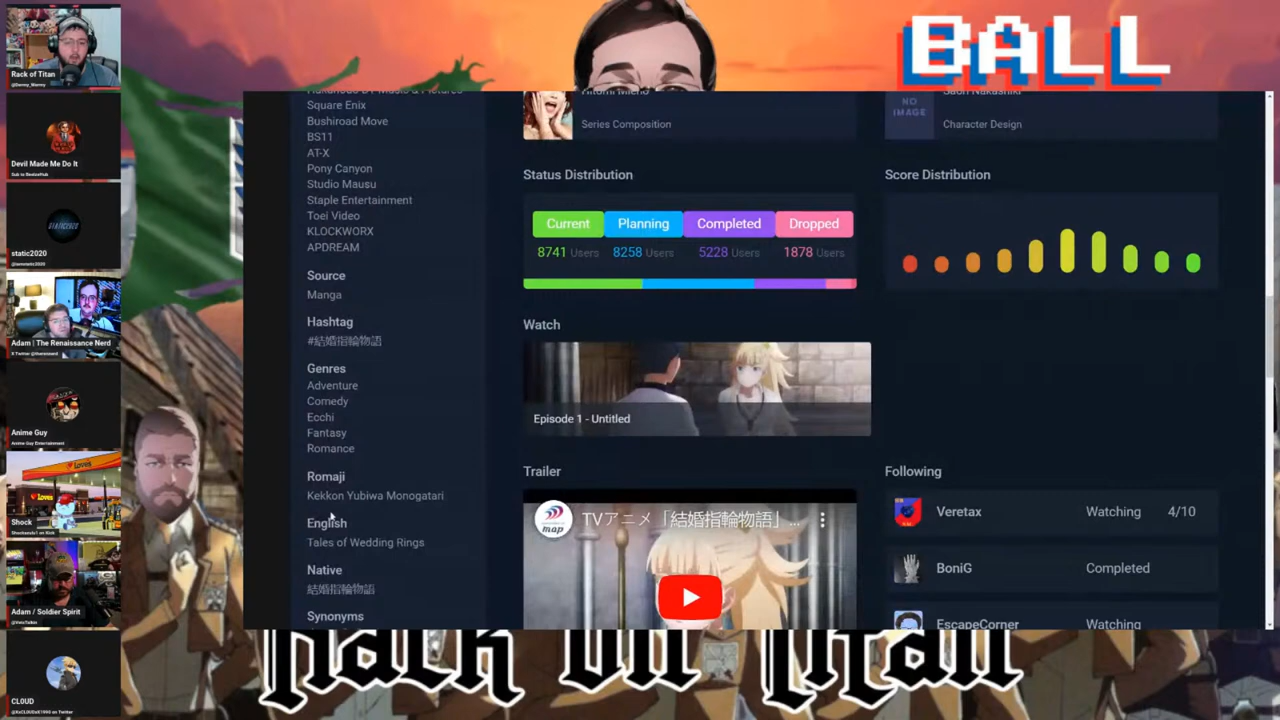 BALL
Rack of Titan
@Danny_Manny
Devil Made Me Do It
static2020
@iamstatic2020
Adam | The Renaissance Nerd
Anime Guy
Anime Guy Entertainment
Shock
Adam / Soldier Spirit
CLOUD
Square Enix
Bushiroad Move
BS11
AT-X
Pony Canyon
Studio Mausu
Staple Entertainment
Toei Video
KLOCKWORX
APDREAM
Source
Manga
Hashtag
#結婚指輪物語
Genres
Adventure
Comedy
Ecchi
Fantasy
Romance
Romaji
Kekkon Yubiwa Monogatari
English
Tales of Wedding Rings
Native
結婚指輪物語
Synonyms
Series Composition
NO
IMAGE
Character Design
Status Distribution
Current
Planning
Completed
Dropped
8741 Users
8258 Users
5228 Users
1878 Users
Score Distribution
Watch
Episode 1 - Untitled
Trailer
map
TVアニメ「結婚指輪物語」...
Following
Veretax Watching 4/10
BoniG Completed
EscapeCorner Watching